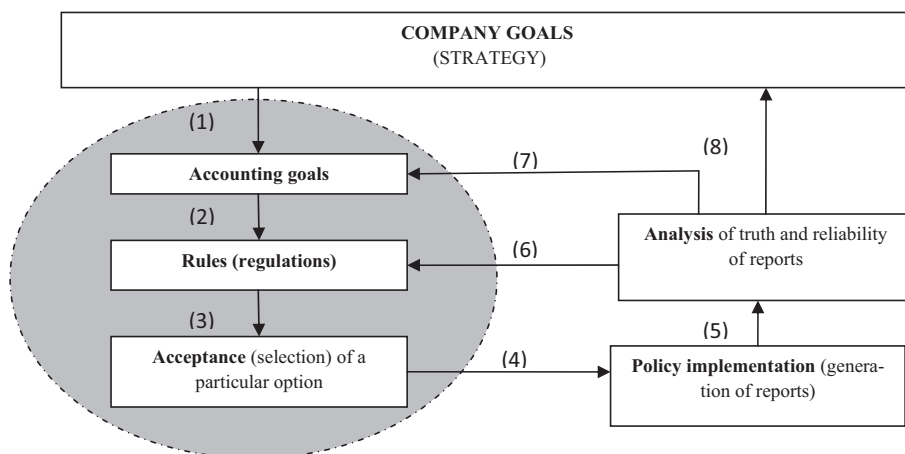 COMPANY GOALS
(STRATEGY)
(1)
(7)
(8)
Accounting goals
(2)
Analysis of truth and reliability
of reports
Rules (regulations)
(6)
(3)
(5)
Acceptance (selection) of a
particular option
(4)
Policy implementation (genera-
tion of reports)